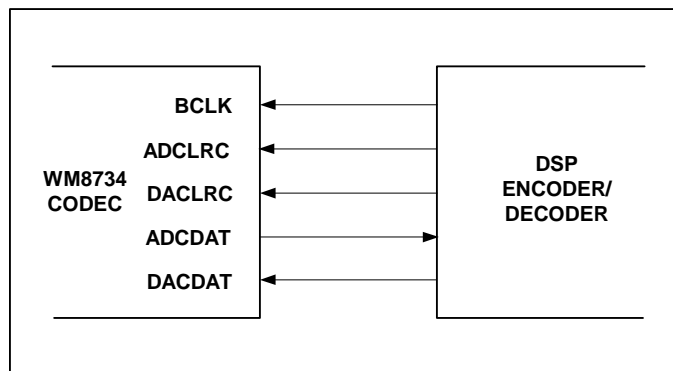 BCLK
ADCLRC
WM8734
CODEC
DACLRC
ADCDAT
DACDAT
DSP
ENCODER/
DECODER